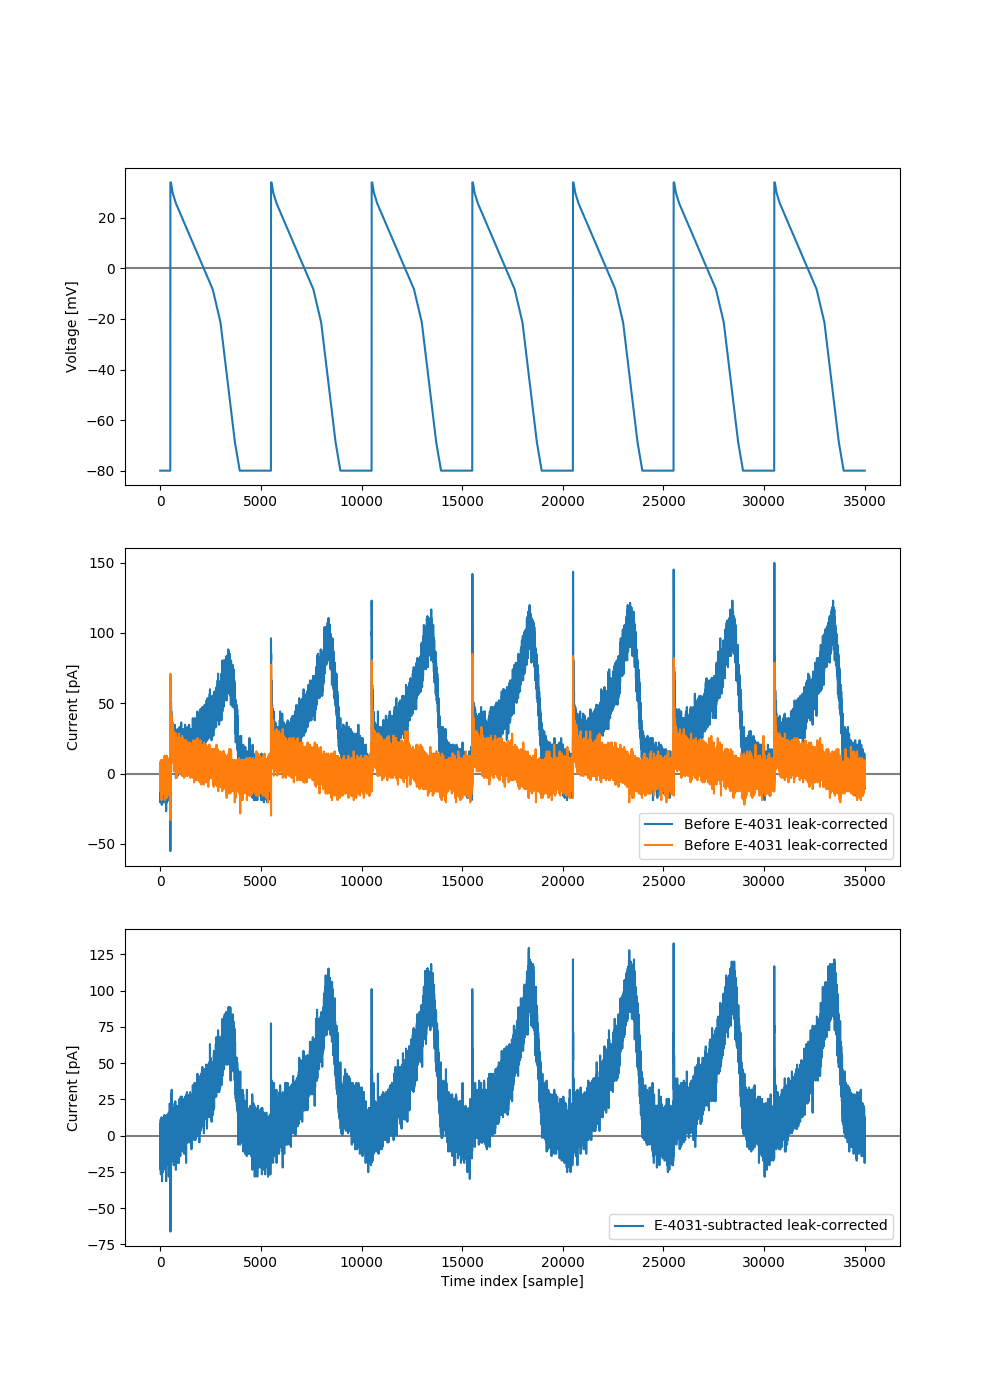 20
0
−20
−40
−60
−80
Voltage [mV]
0 5000 10000 15000 20000 25000 30000 35000
150
100
50
0
−50
Current [pA]
Before E-4031 leak-corrected
Before E-4031 leak-corrected
0 5000 10000 15000 20000 25000 30000 35000
125
100
75
50
25
0
−25
−50
−75
Current [pA]
E-4031-subtracted leak-corrected
0 5000 10000 15000 20000 25000 30000 35000
Time index [sample]